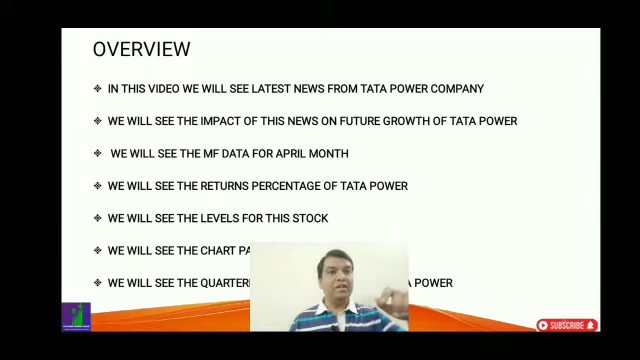 OVERVIEW
IN THIS VIDEO WE WILL SEE LATEST NEWS FROM TATA POWER COMPANY
WE WILL SEE THE IMPACT OF THIS NEWS ON FUTURE GROWTH OF TATA POWER
WE WILL SEE THE MF DATA FOR APRIL MONTH
WE WILL SEE THE RETURNS PERCENTAGE OF TATA POWER
WE WILL SEE THE LEVELS FOR THIS STOCK
WE WILL SEE THE CHART PA
WE WILL SEE THE QUARTER POWER
SUBSCRIBE